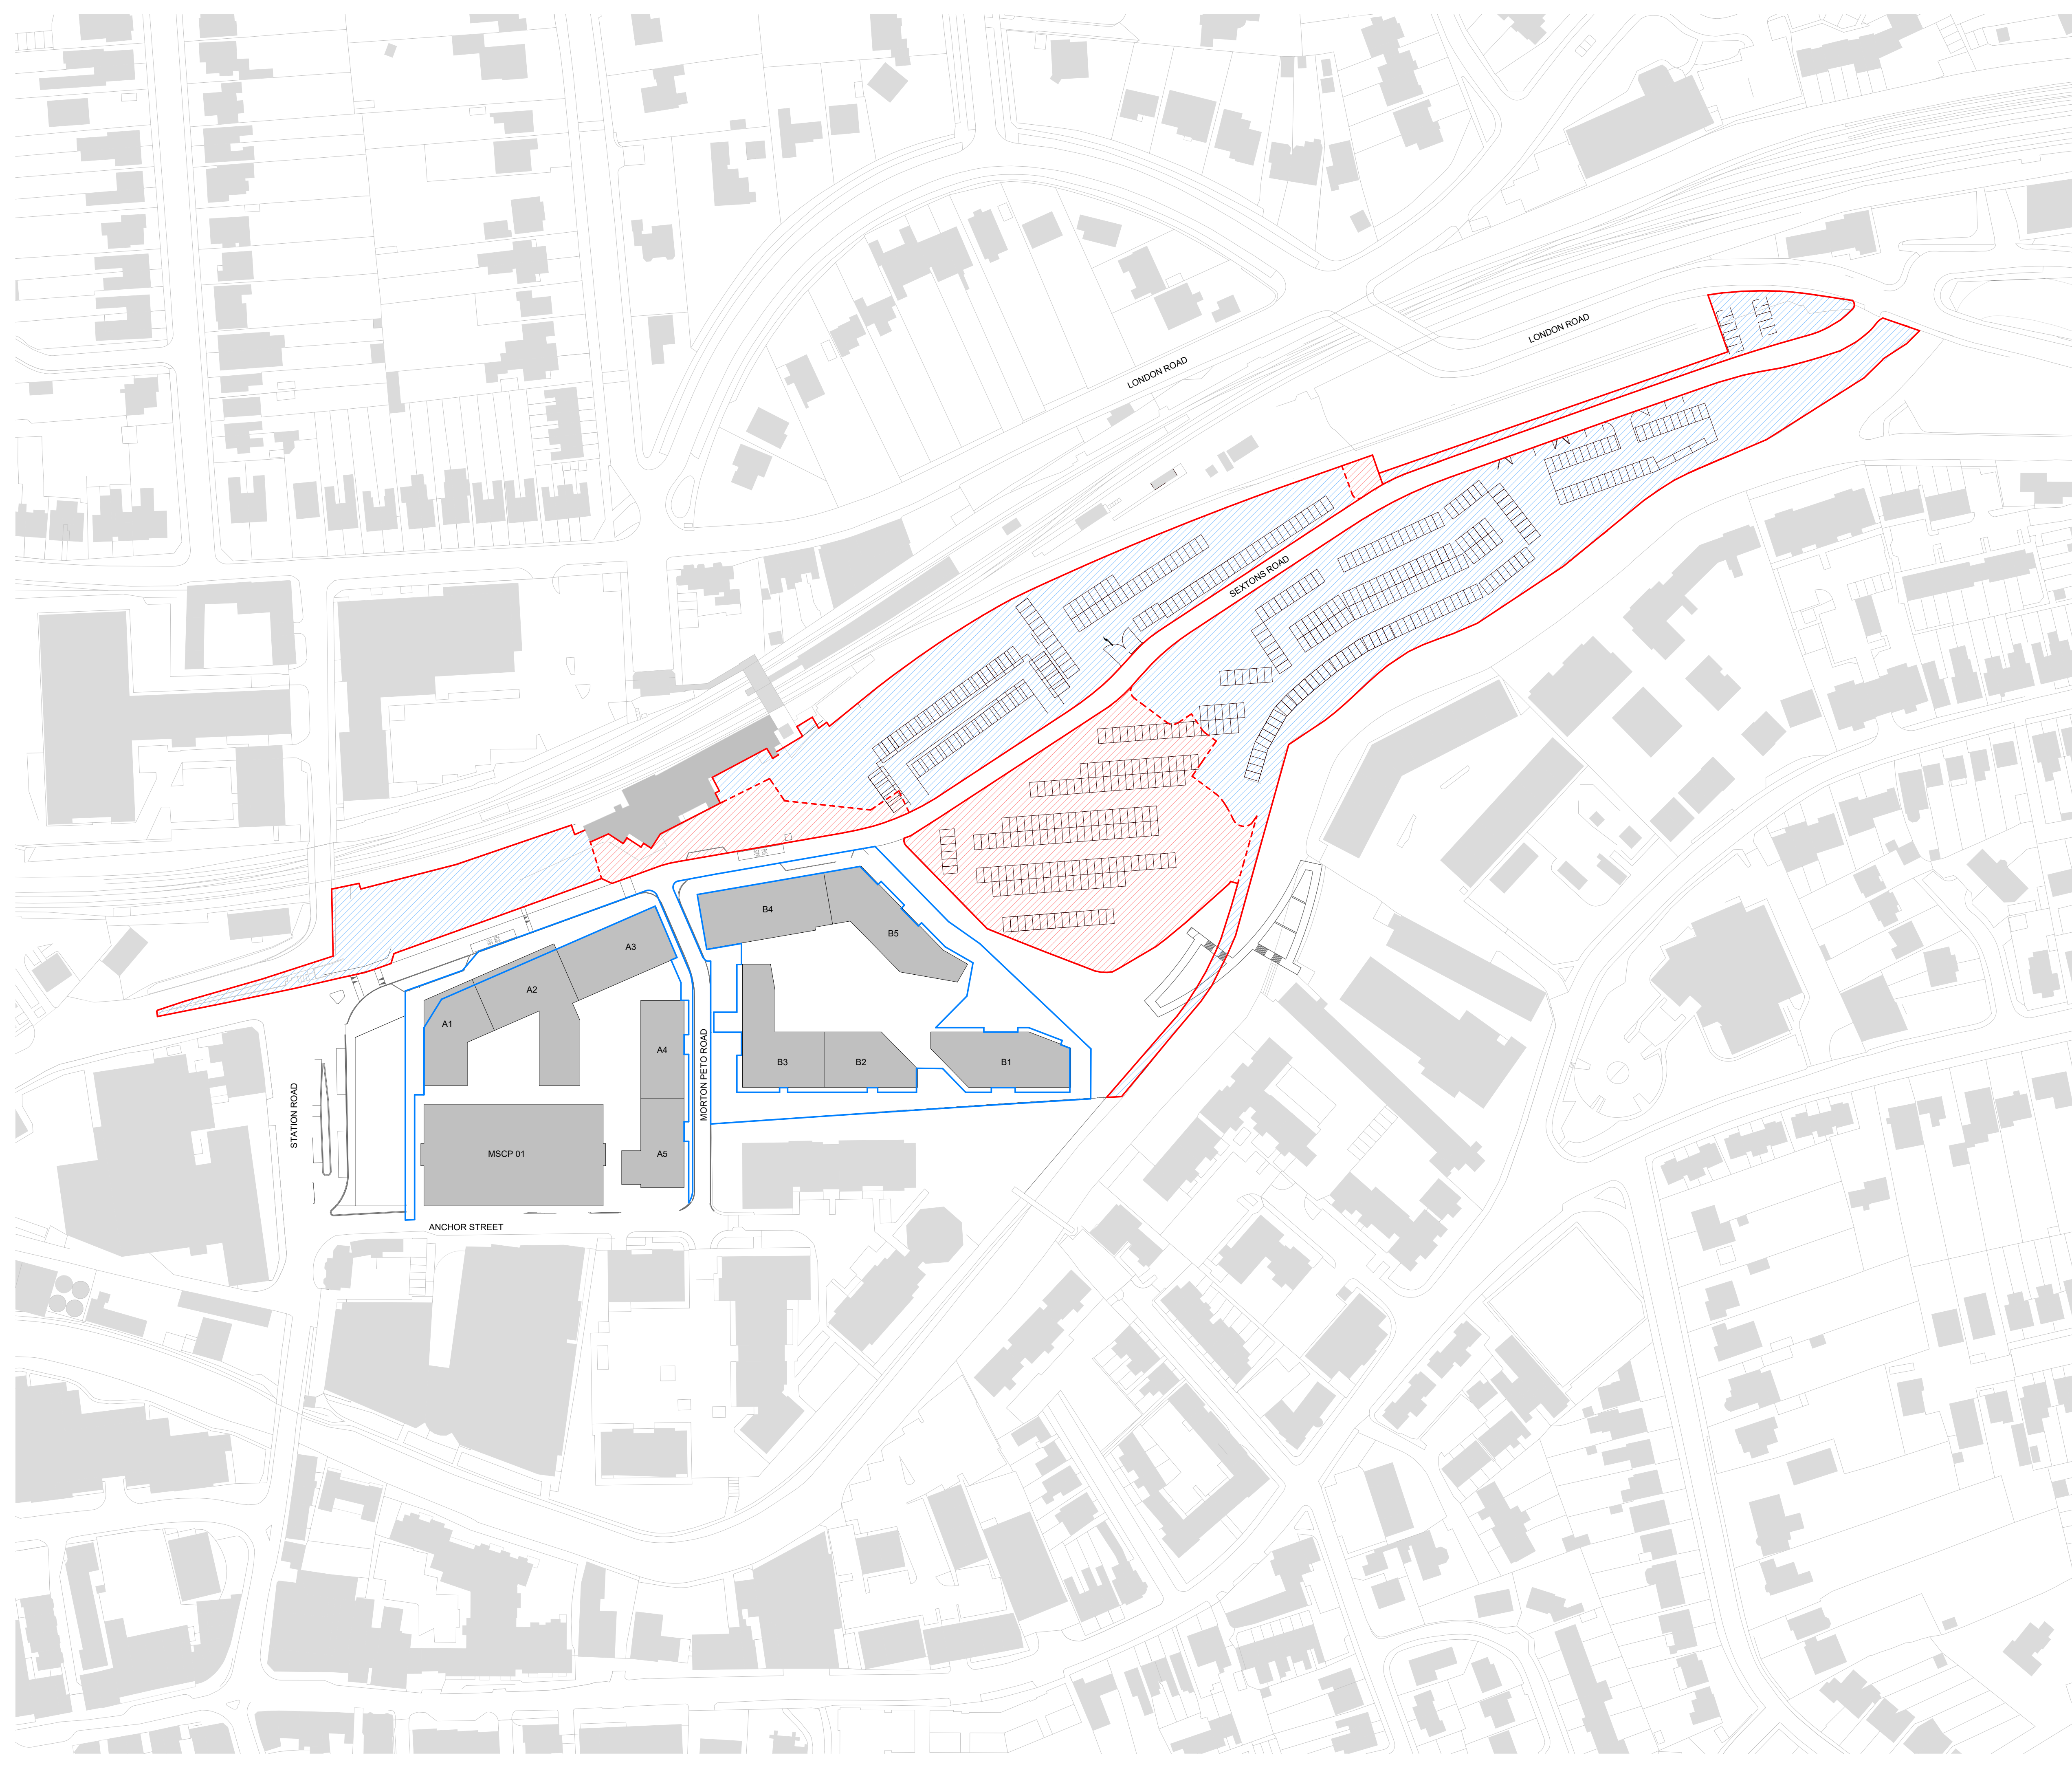 LONDON ROAD
LONDON ROAD
SEXTONS ROAD
B4
B5
A3
A2
A1
A4
B3
B2
B1
MORTON PETO ROAD
STATION ROAD
MSCP 01
A5
ANCHOR STREET